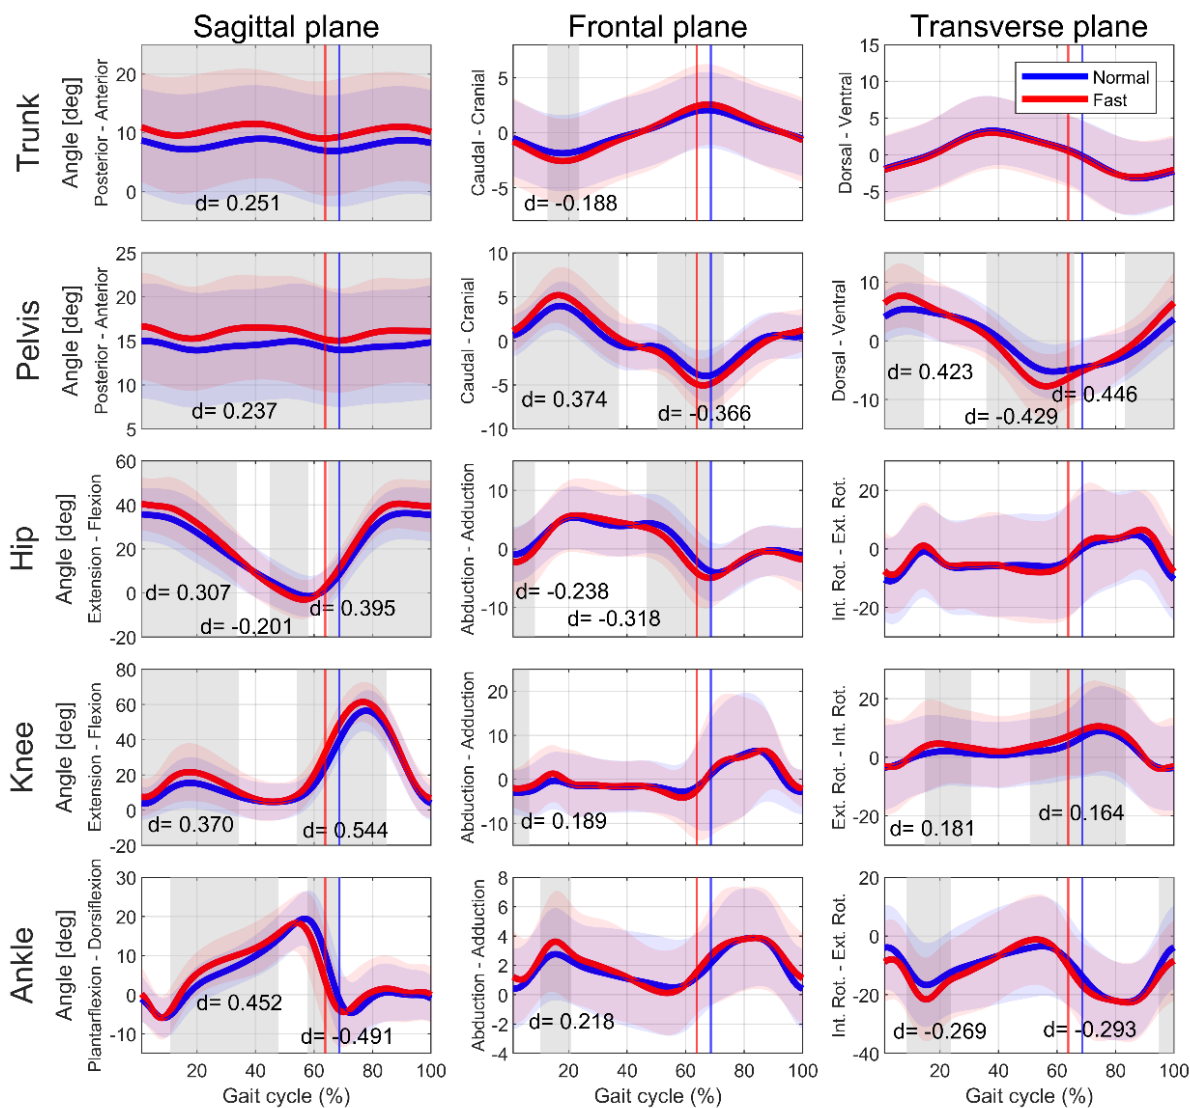 Sagittal plane
Frontal plane
Transverse plane
Trunk
Angle [deg]
Posterior - Anterior
20
10
0
d= 0.251
Caudal - Cranial
5
0
-5
d= -0.188
Dorsal - Ventral
15
10
5
0
-5
Normal
Fast
Pelvis
Angle [deg]
Posterior - Anterior
25
20
15
10
5
d= 0.237
Caudal - Cranial
10
5
0
-5
-10
d= 0.374
d= -0.366
Dorsal - Ventral
10
0
-10
d= 0.423
d= -0.429
d= 0.446
Hip
Angle [deg]
Extension - Flexion
60
40
20
0
-20
d= 0.307
d= -0.201
d= 0.395
Abduction - Adduction
10
0
-10
d= -0.238
d= -0.318
Int. Rot. - Ext. Rot.
20
0
-20
Knee
Angle [deg]
Extension - Flexion
80
60
40
20
0
-20
d= 0.370
d= 0.544
Abduction - Adduction
20
10
0
-10
d= 0.189
Ext. Rot. - Int. Rot.
20
0
-20
d= 0.181
d= 0.164
Ankle
Angle [deg]
Plantarflexion - Dorsiflexion
30
20
10
0
-10
d= 0.452
d= -0.491
20 40 60 80 100
Gait cycle (%)
Abduction - Adduction
8
6
4
2
0
-2
-4
d= 0.218
20 40 60 80 100
Gait cycle (%)
Int. Rot. - Ext. Rot.
20
0
-20
-40
d= -0.269
d= -0.293
20 40 60 80 100
Gait cycle (%)